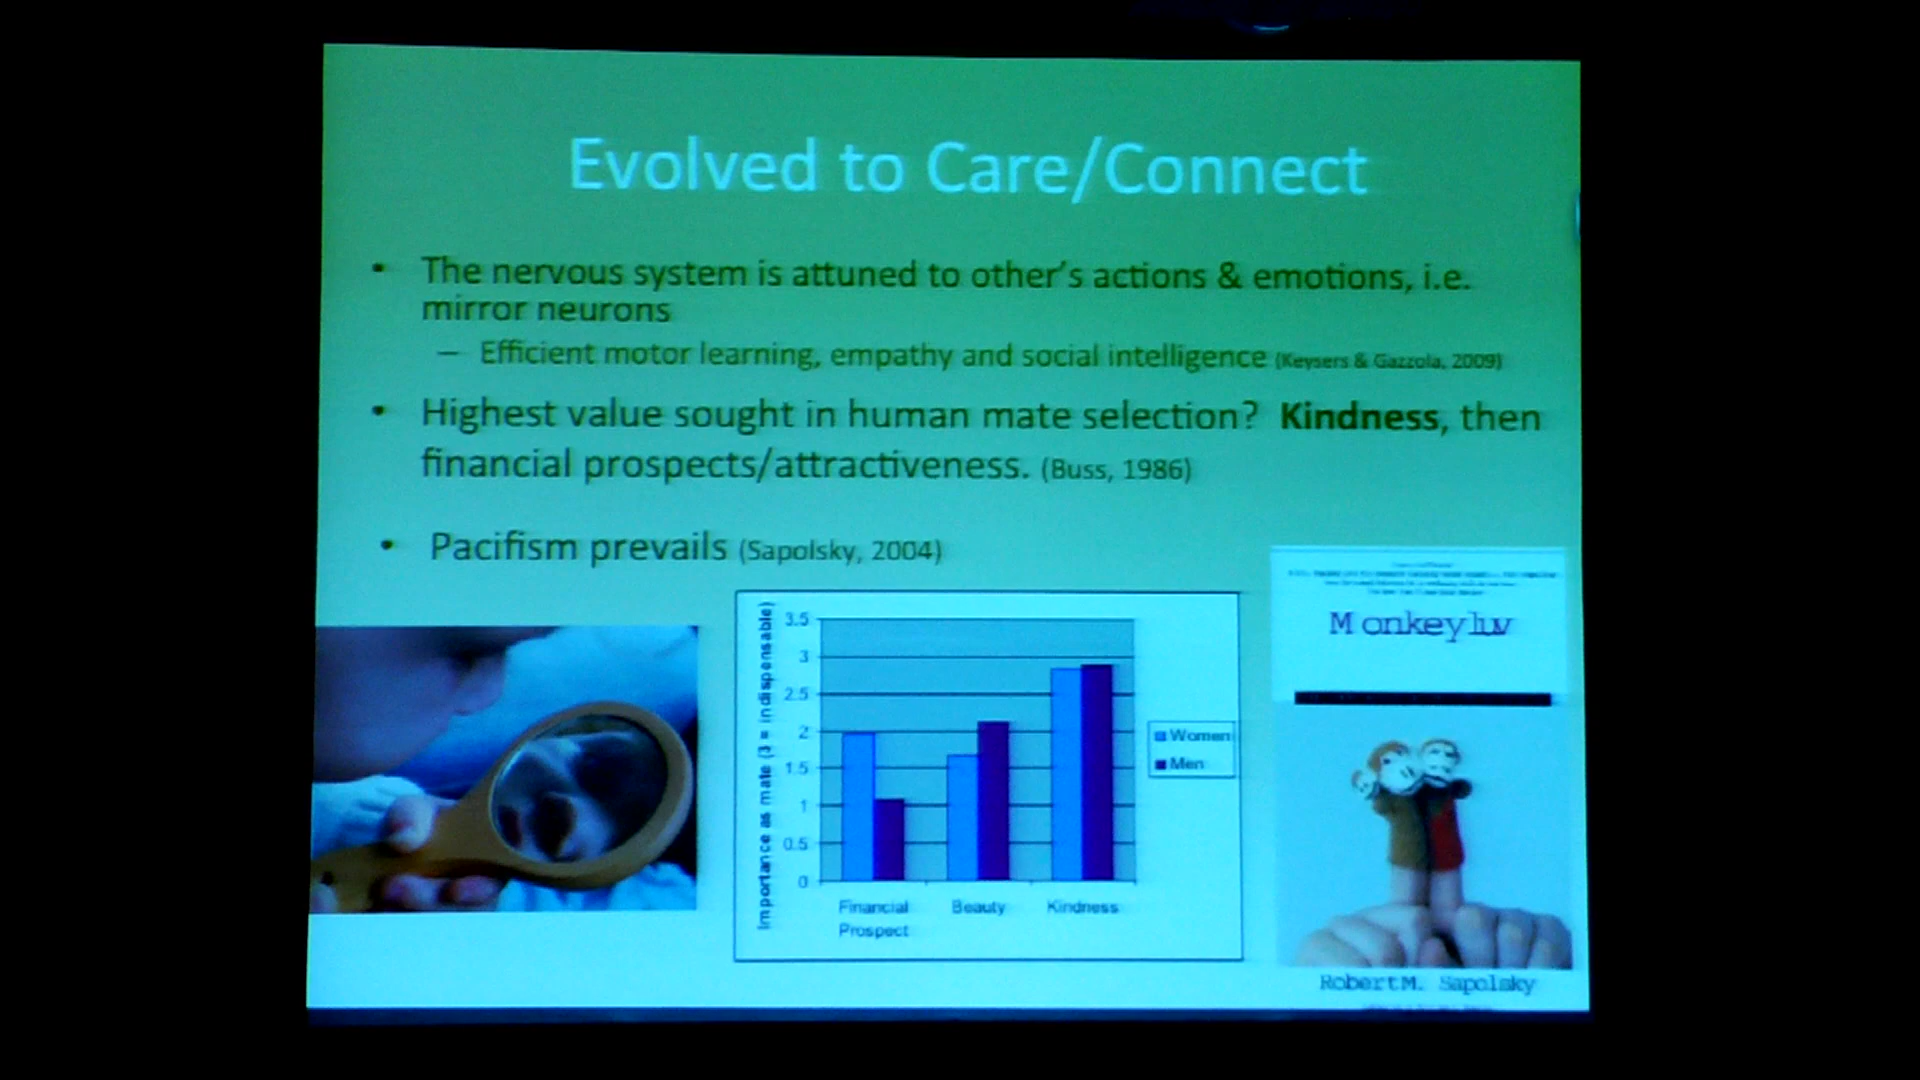 Evolved to Care/Connect
• The nervous system is attuned to other's actions & emotions, i.e.
mirror neurons
– Efficient motor learning, empathy and social intelligence (Keysers & Gazzola, 2009)
• Highest value sought in human mate selection? Kindness, then
financial prospects/attractiveness. (Buss, 1986)
• Pacifism prevails (Sapolsky, 2004)
Importance as mate (3 = indispensable)
3.5
3
2.5
2
1.5
1
0.5
0
Financial
Prospect
Beauty
Kindness
Women
Men
Monkeyluv
Robert M. Sapolsky